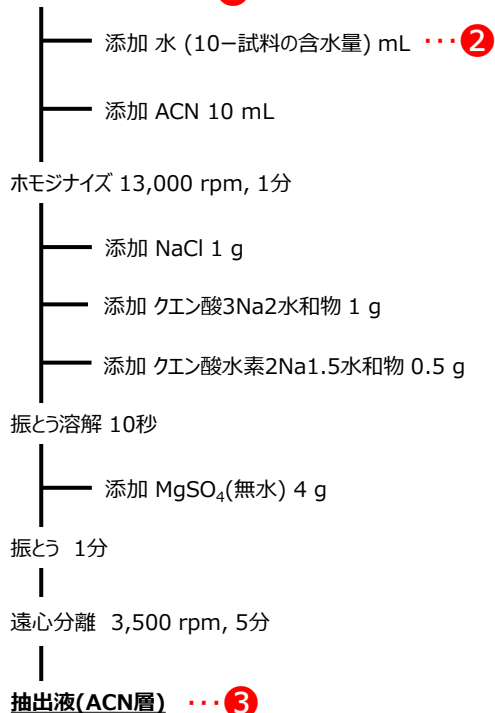 添加 水 (10−試料の含水量) mL ･･･❷
添加 ACN 10 mL
ホモジナイズ 13,000 rpm, 1分
添加 NaCl 1 g
添加 クエン酸3Na2水和物 1 g
添加 クエン酸水素2Na1.5水和物 0.5 g
振とう溶解 10秒
添加 MgSO₄(無水) 4 g
振とう 1分
遠心分離 3,500 rpm, 5分
抽出液(ACN層) ･･･❸